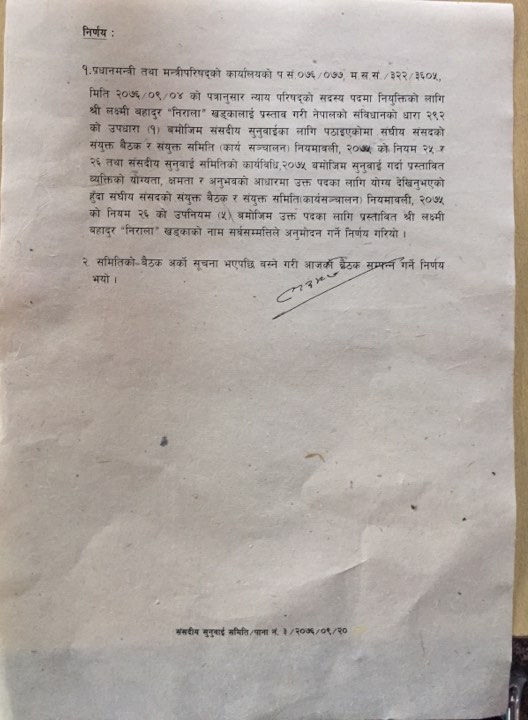 निर्णय :
१.प्रधानमन्त्री तथा मन्त्रीपरिषद्को कार्यालयको प.सं.०७६/०७७, म.स.सं./३२२/३६०५,
मिति २०७६/०९/०४ को पत्रानुसार न्याय परिषद्को सदस्य पदमा नियुक्तिको लागि
श्री लक्ष्मी बहादुर "निराला" खड्कालाई प्रस्ताव गरी नेपालको संविधानको धारा २९२
को उपधारा (१) बमोजिम संसदीय सुनुवाईका लागि पठाइएकोमा संघीय संसदको
संयुक्त बैठक र संयुक्त समिति (कार्य सञ्चालन) नियमावली, २०७५ को नियम २५ र
२६ तथा संसदीय सुनुवाई समितिको कार्यविधि,२०७५ बमोजिम सुनुवाई गर्दा प्रस्तावित
व्यक्तिको योग्यता, क्षमता र अनुभवको आधारमा उक्त पदका लागि योग्य देखिनुभएको
हुँदा संघीय संसदको संयुक्त बैठक र संयुक्त समिति(कार्यसञ्चालन) नियमावली, २०७५
को नियम २६ को उपनियम (५) बमोजिम उक्त पदका लागि प्रस्तावित श्री लक्ष्मी
बहादुर "निराला" खड्काको नाम सर्वसम्मतिले अनुमोदन गर्ने निर्णय गरियो ।
२. समितिको बैठक अर्को सूचना भएपछि बस्ने गरी आजको बैठक सम्पन्न गर्ने निर्णय
भयो ।
संसदीय सुनुवाई समिति/पाना नं. ३/२०७६/०९/२०